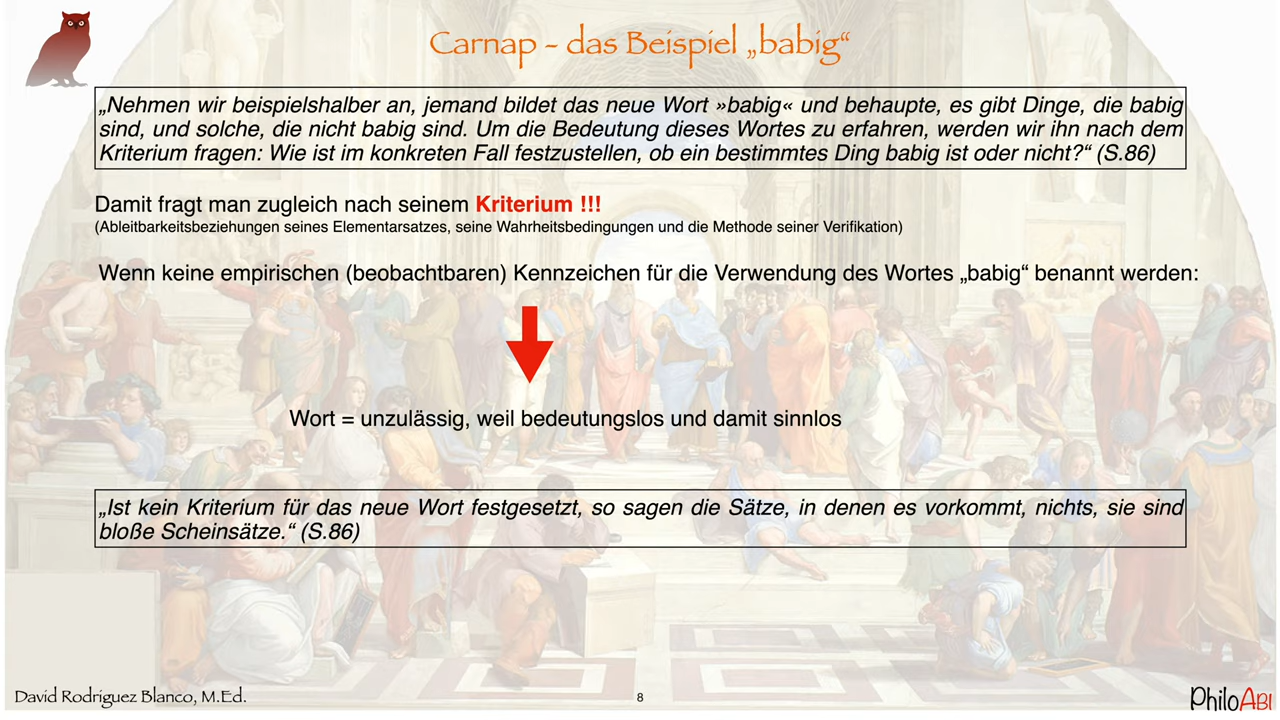 Carnap - das Beispiel „babig“
„Nehmen wir beispielshalber an, jemand bildet das neue Wort »babig« und behaupte, es gibt Dinge, die babig
sind, und solche, die nicht babig sind. Um die Bedeutung dieses Wortes zu erfahren, werden wir ihn nach dem
Kriterium fragen: Wie ist im konkreten Fall festzustellen, ob ein bestimmtes Ding babig ist oder nicht?“ (S.86)
Damit fragt man zugleich nach seinem Kriterium !!!
(Ableitbarkeitsbeziehungen seines Elementarsatzes, seine Wahrheitsbedingungen und die Methode seiner Verifikation)
Wenn keine empirischen (beobachtbaren) Kennzeichen für die Verwendung des Wortes „babig“ benannt werden:
Wort = unzulässig, weil bedeutungslos und damit sinnlos
„Ist kein Kriterium für das neue Wort festgesetzt, so sagen die Sätze, in denen es vorkommt, nichts, sie sind
bloße Scheinsätze.“ (S.86)
David Rodriguez Blanco, M.Ed.
8
PhiloABI